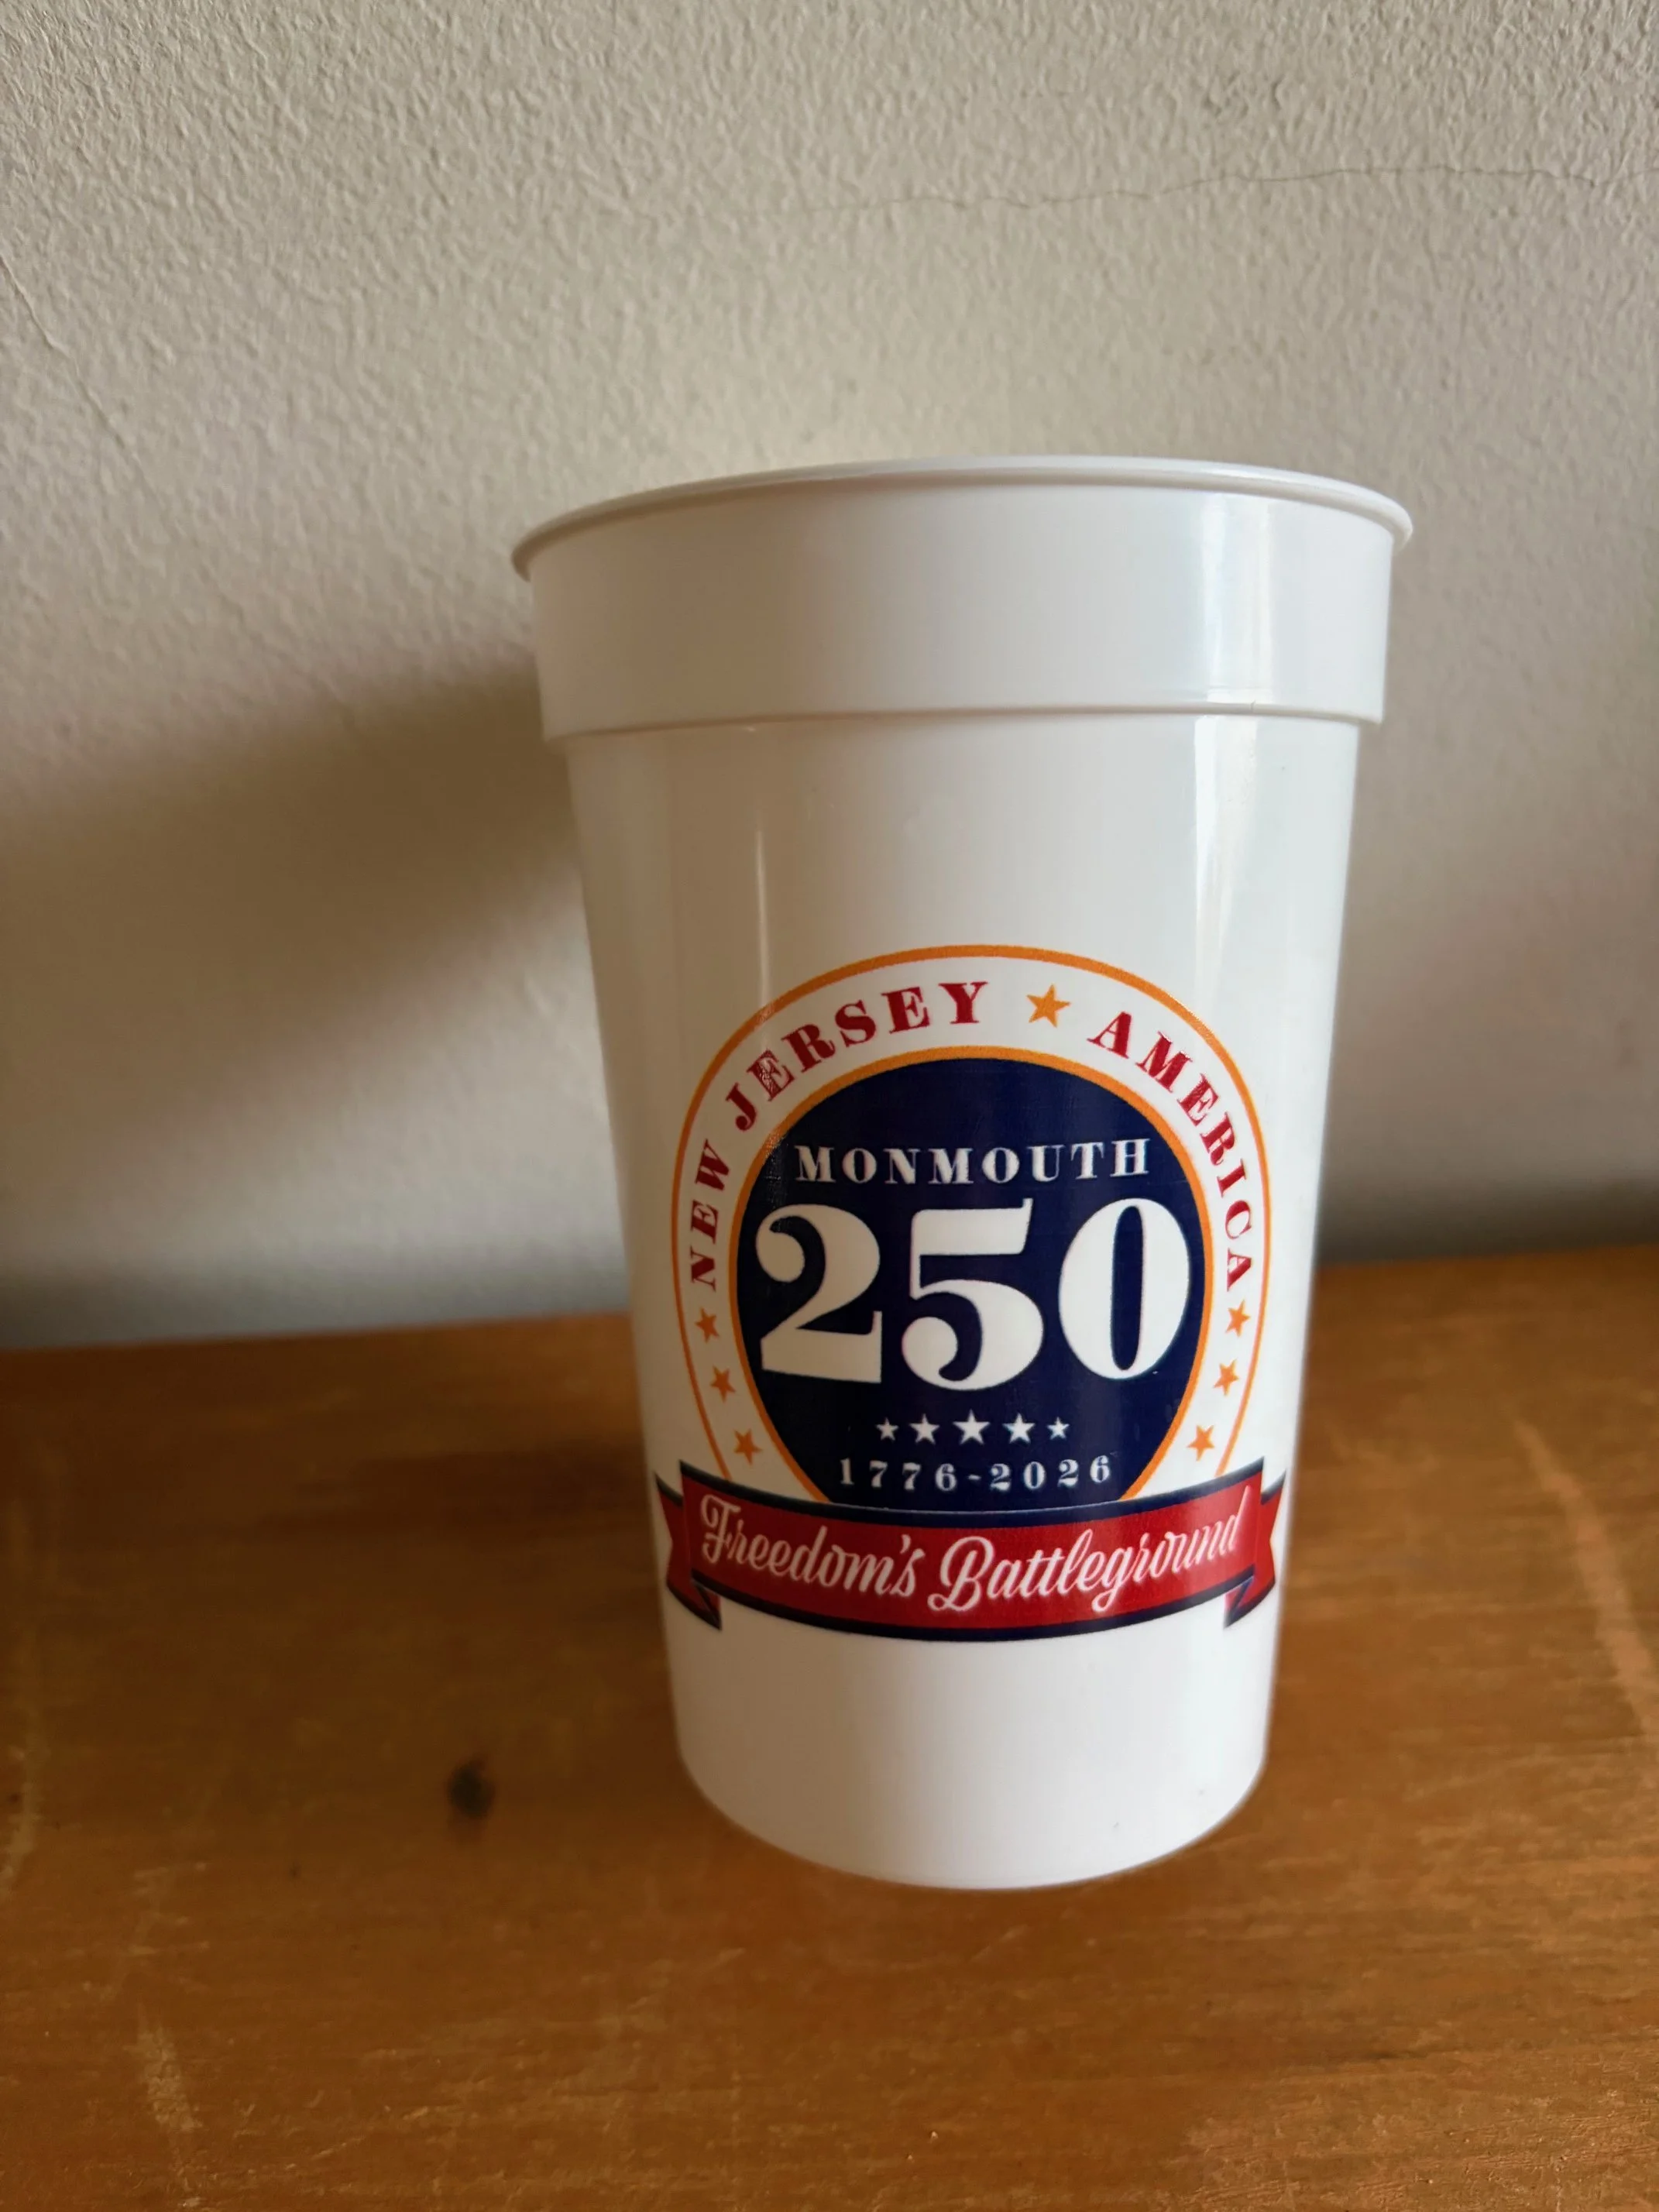 NEW JERSEY ★ AMERICA
MONMOUTH
250
1776-2026
Freedom's Battleground